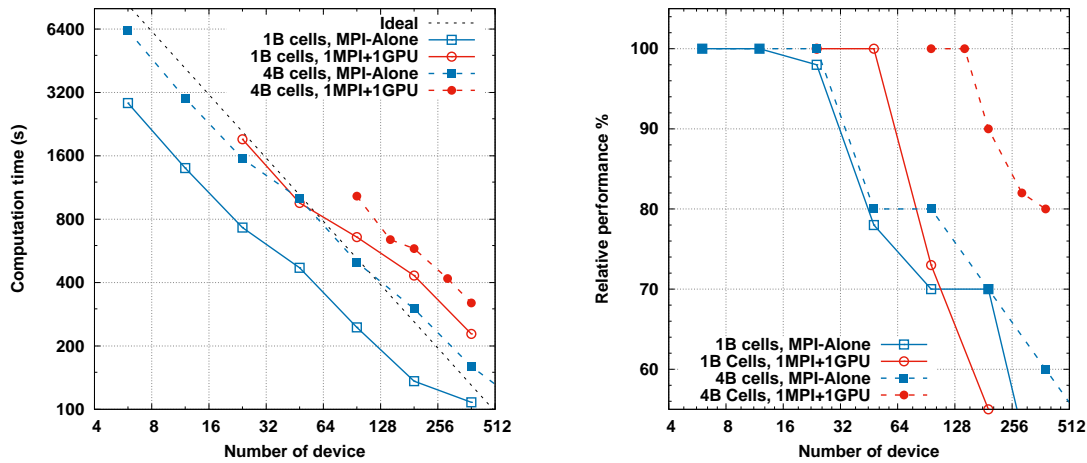 Computation time (s)
6400
3200
1600
800
400
200
100
4 8 16 32 64 128 256 512
Number of device
Ideal
1B cells, MPI-Alone
1B cells, 1MPI+1GPU
4B cells, MPI-Alone
4B cells, 1MPI+1GPU
Relative performance %
100
90
80
70
60
4 8 16 32 64 128 256 512
Number of device
1B cells, MPI-Alone
1B Cells, 1MPI+1GPU
4B cells, MPI-Alone
4B Cells, 1MPI+1GPU